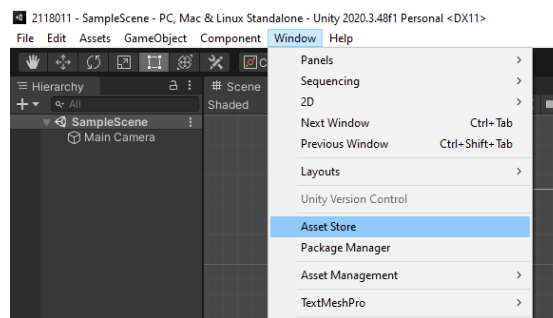 2118011 - SampleScene - PC, Mac & Linux Standalone - Unity 2020.3.48f1 Personal <DX11>
File Edit Assets GameObject Component Window Help
Hierarchy
# Scene
All
Shaded
SampleScene
Main Camera
Panels >
Sequencing >
2D >
Next Window Ctrl+Tab
Previous Window Ctrl+Shift+Tab
Layouts >
Unity Version Control
Asset Store
Package Manager
Asset Management >
TextMeshPro >